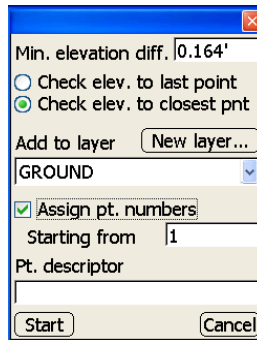 Min. elevation diff. 0.164'
Check elev. to last point
Check elev. to closest pnt
Add to layer New layer...
GROUND
Assign pt. numbers
Starting from 1
Pt. descriptor
Start Cancel